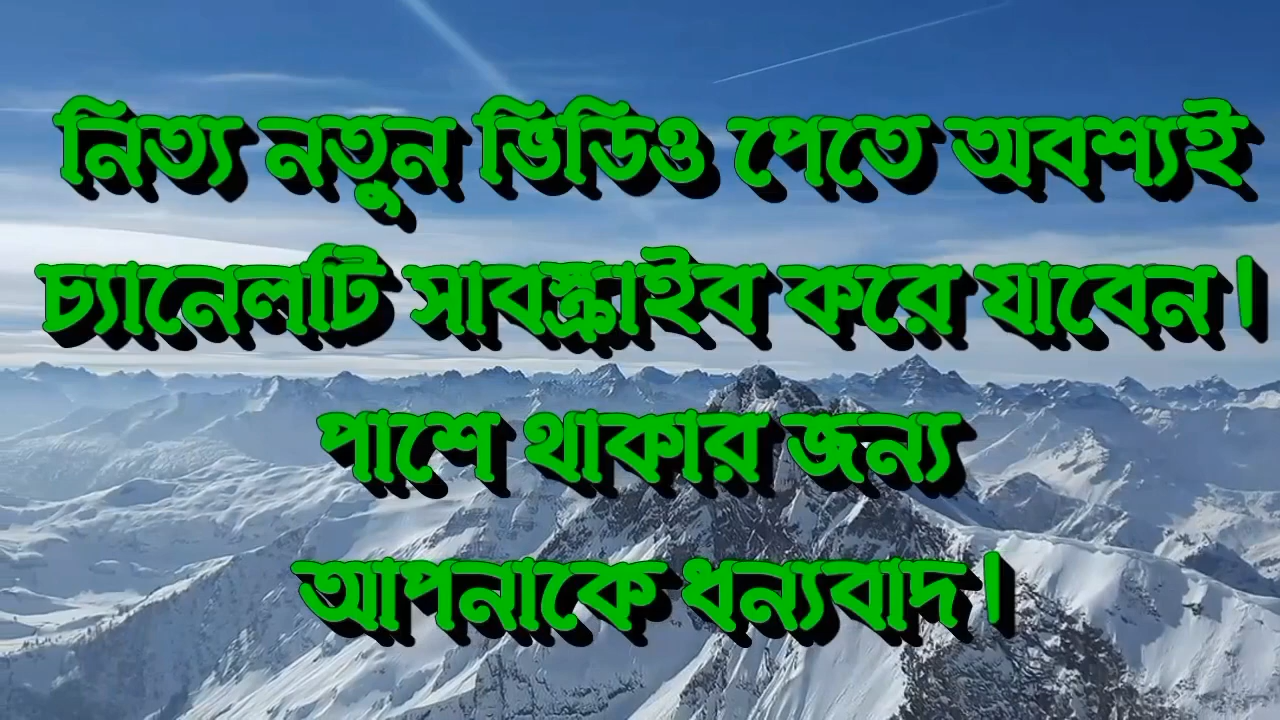 নিত্য নতুন ভিডিও পেতে অবশ্যই
চ্যানেলটি সাবস্ক্রাইব করে যাবেন।
পাশে থাকার জন্য
আপনাকে ধন্যবাদ।